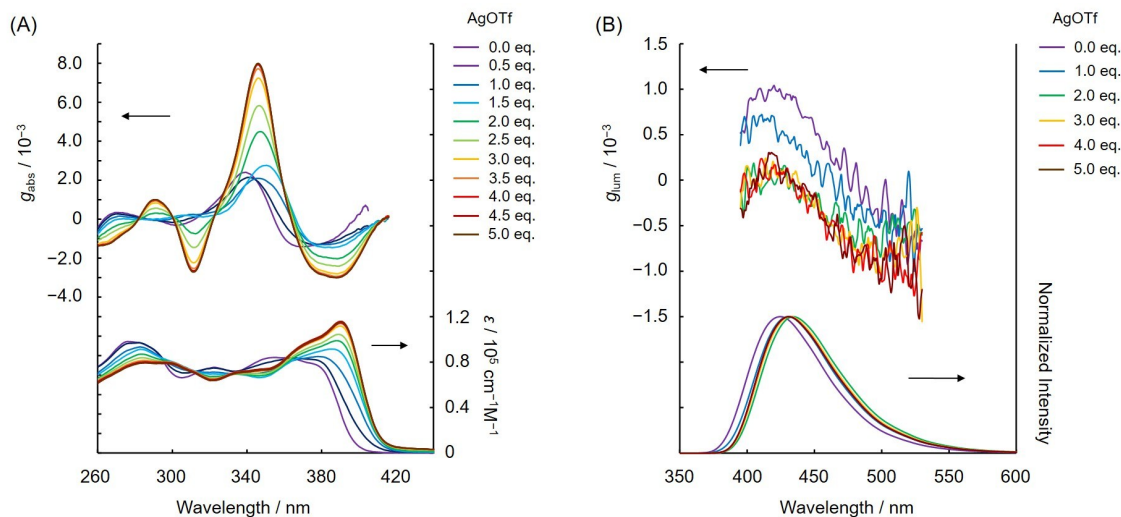 (A)
AgOTf
0.0 eq.
0.5 eq.
1.0 eq.
1.5 eq.
2.0 eq.
2.5 eq.
3.0 eq.
3.5 eq.
4.0 eq.
4.5 eq.
5.0 eq.
8.0
6.0
4.0
2.0
0
−2.0
−4.0
gabs / 10−3
1.2
0.8
0.4
0
ε / 10⁵ cm−1M−1
260
300
340
380
420
Wavelength / nm
(B)
AgOTf
0.0 eq.
1.0 eq.
2.0 eq.
3.0 eq.
4.0 eq.
5.0 eq.
1.5
1.0
0.5
0
−0.5
−1.0
−1.5
glum / 10−3
Normalized Intensity
350
400
450
500
550
600
Wavelength / nm